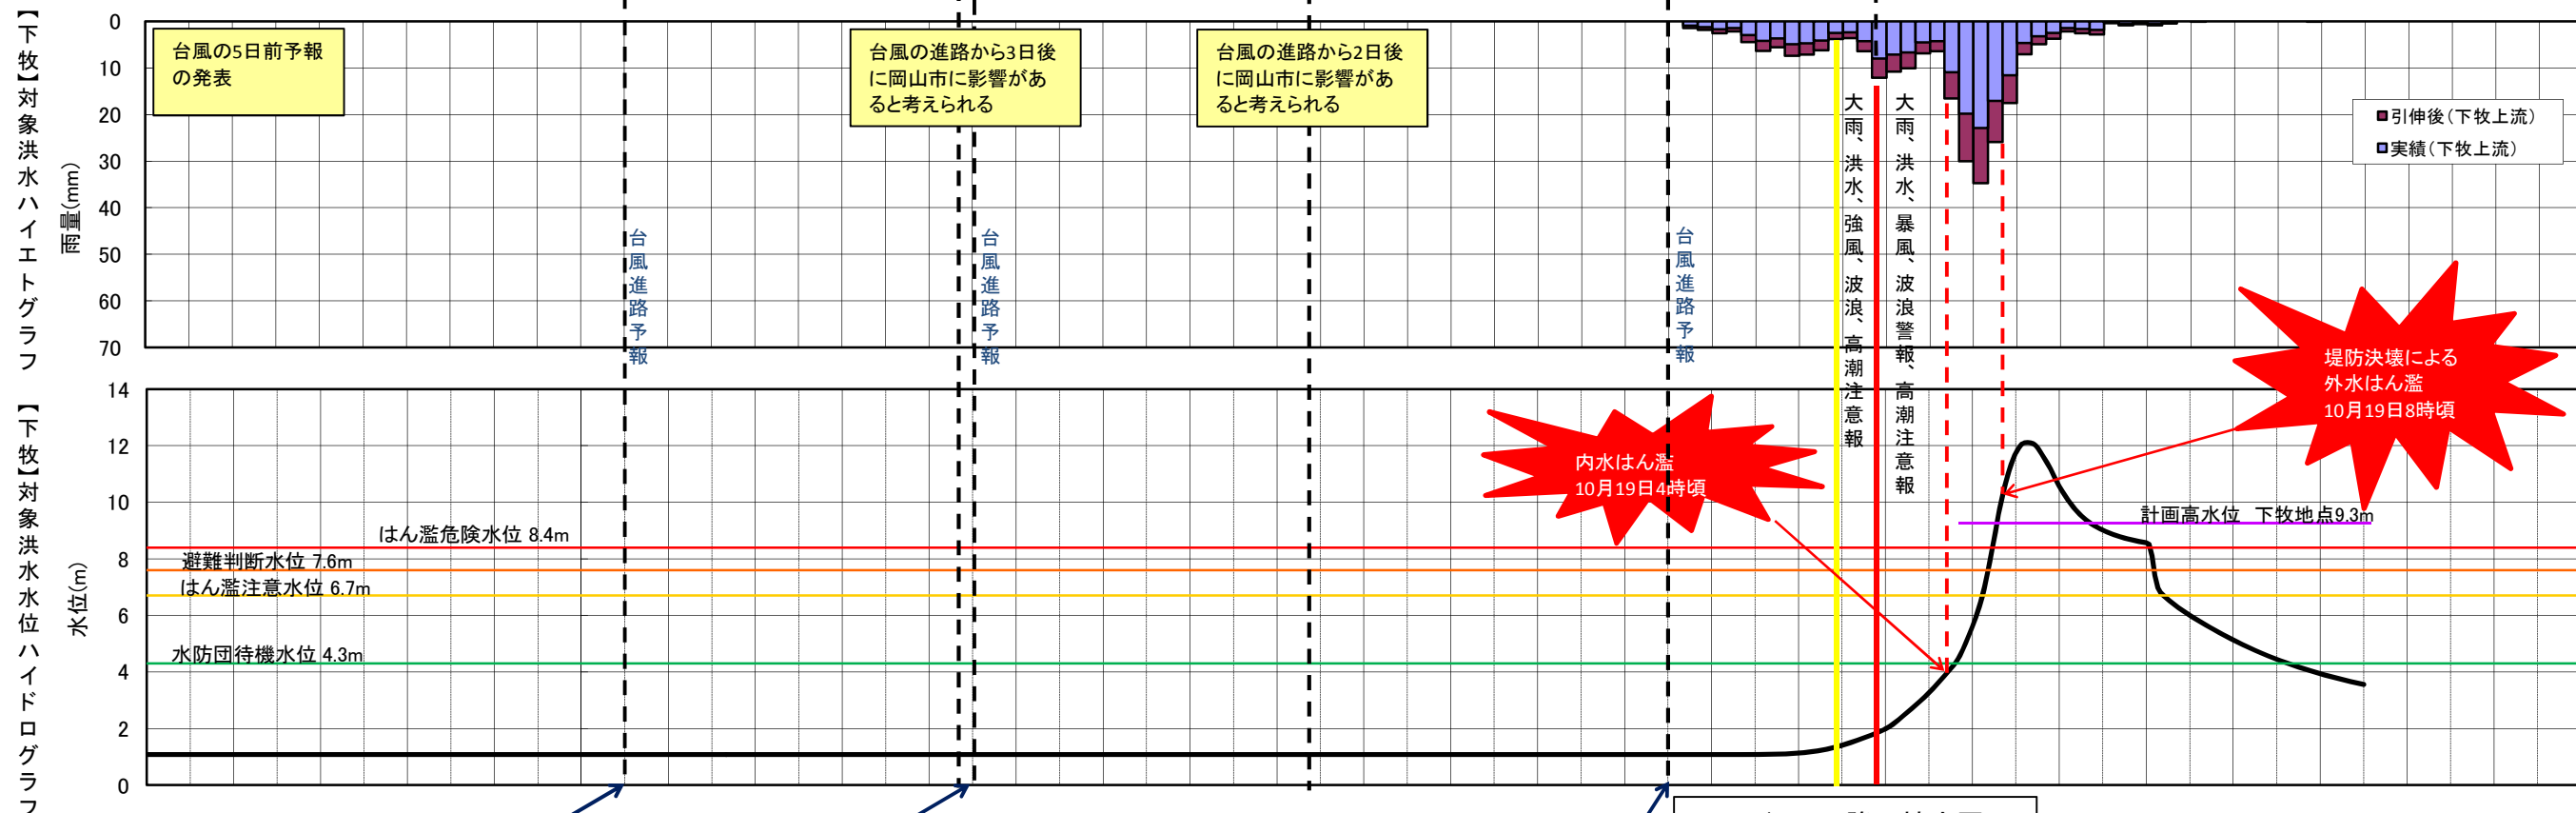 【下牧】対象洪水ハイエトグラフ
雨量(mm)
0
10
20
30
40
50
60
70
台風の5日前予報
の発表
台風の進路から3日後
に岡山市に影響があ
ると考えられる
台風の進路から2日後
に岡山市に影響があ
ると考えられる
台風進路予報
台風進路予報
台風進路予報
大雨、洪水、強風、波浪、高潮注意報
大雨、洪水、暴風、波浪警報、高潮注意報
引伸後(下牧上流)
実績(下牧上流)
【下牧】対象洪水水位ハイドログラフ
水位(m)
14
12
10
8
6
4
2
0
はん濫危険水位 8.4m
避難判断水位 7.6m
はん濫注意水位 6.7m
水防団待機水位 4.3m
内水はん濫
10月19日4時頃
堤防決壊による
外水はん濫
10月19日8時頃
計画高水位 下牧地点9.3m